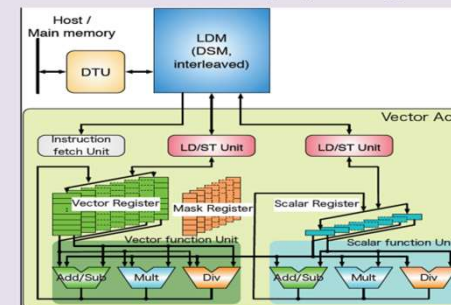 Host /
Main memory
DTU
LDM
(DSM,
interleaved)
Vector Ac
Instruction
fetch Unit
LD/ST Unit
LD/ST Unit
Vector Register
Mask Register
Scalar Register
Vector function Unit
Scalar function Un
Add/Sub
Mult
Div
Add/Sub
Mult
Div